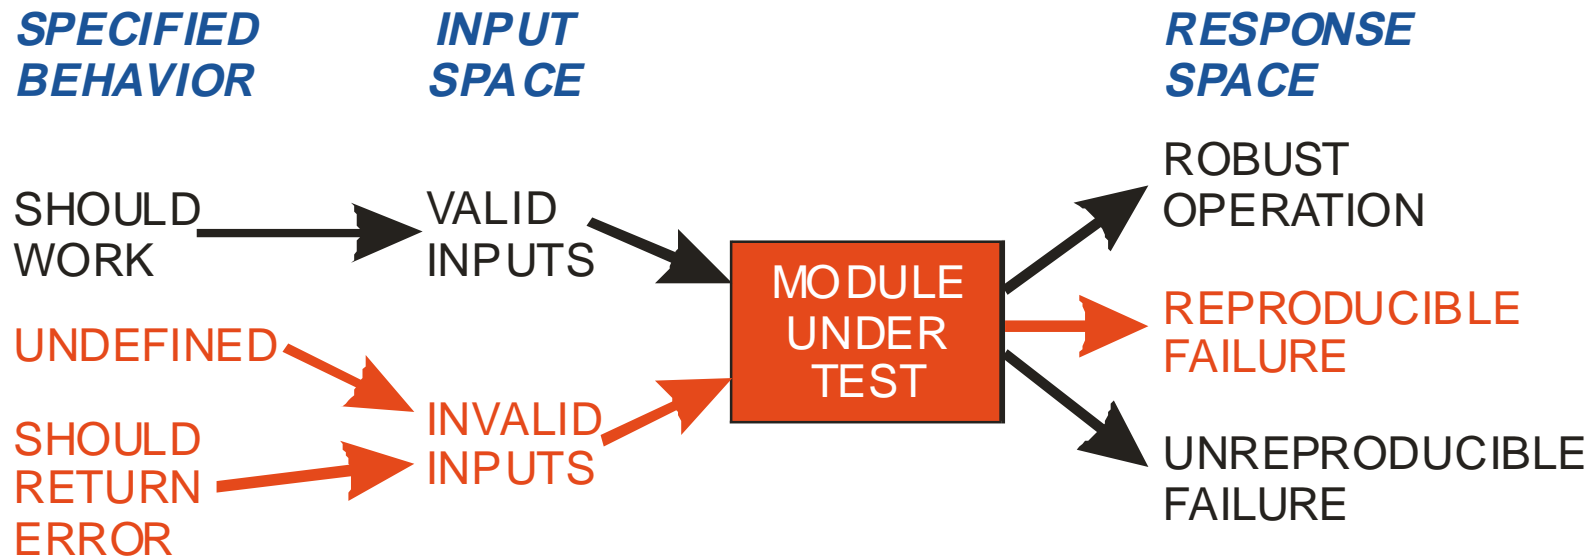 SPECIFIED
BEHAVIOR
INPUT
SPACE
RESPONSE
SPACE
SHOULD
WORK
UNDEFINED
SHOULD
RETURN
ERROR
VALID
INPUTS
INVALID
INPUTS
MODULE
UNDER
TEST
ROBUST
OPERATION
REPRODUCIBLE
FAILURE
UNREPRODUCIBLE
FAILURE